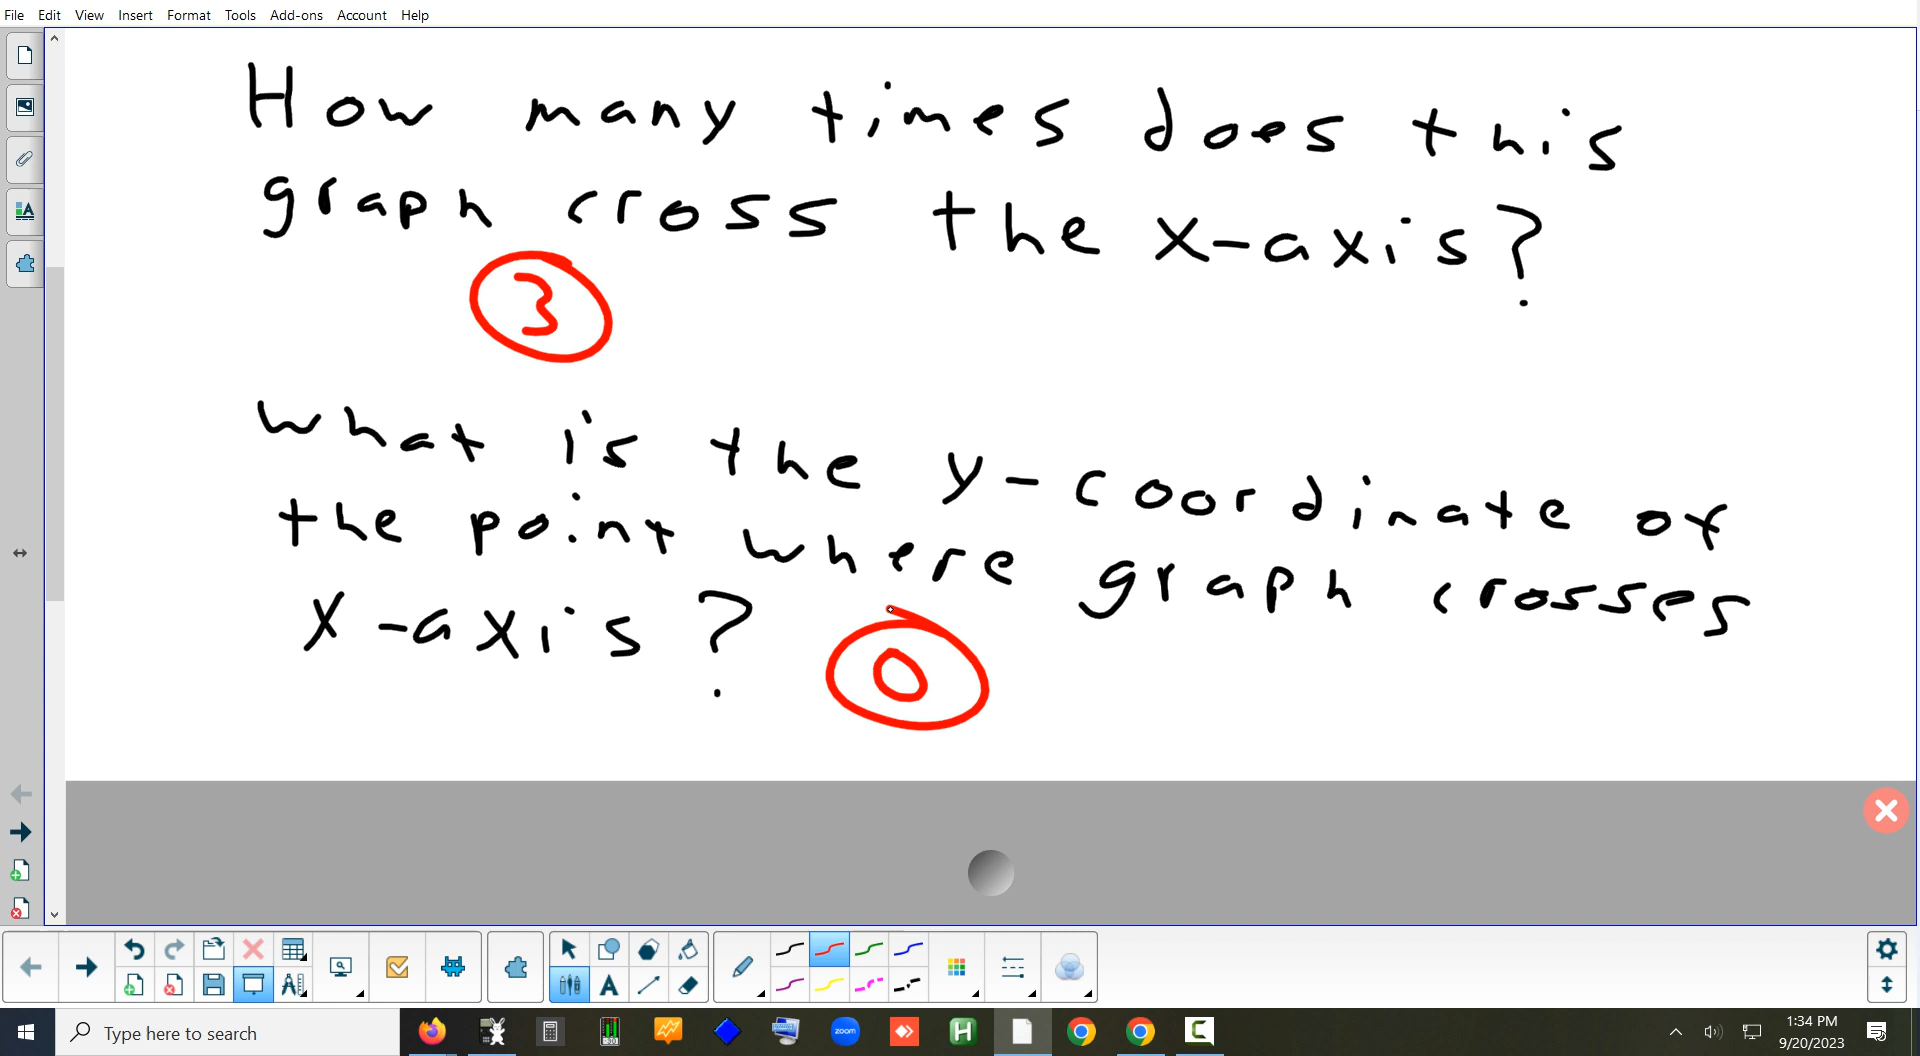 File Edit View Insert Format Tools Add-ons Account Help
How many times does this
graph cross the x-axis?
3
what is the y-coordinate of
the point where graph crosses
x-axis?
0
Type here to search
zoom
1:34 PM
9/20/2023